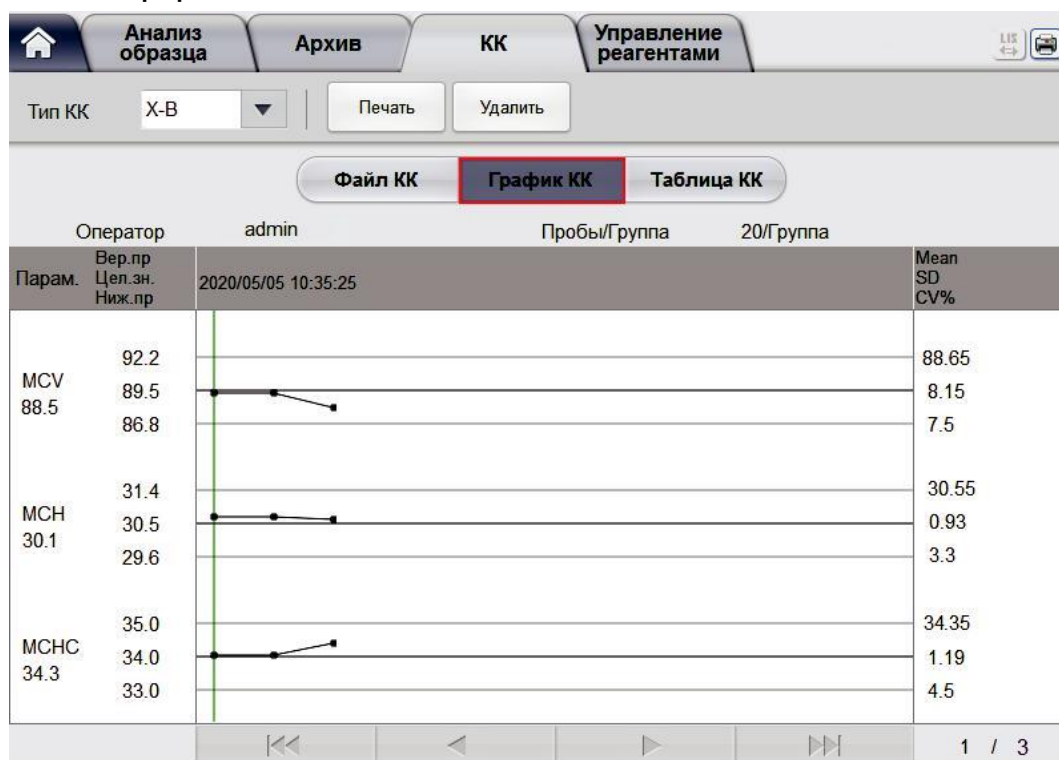 Анализ образца
Архив
КК
Управление реагентами
LIS
Тип КК
X-B
Печать
Удалить
Файл КК
График КК
Таблица КК
Оператор admin Пробы/Группа 20/Группа
Парам.
Вер.пр
Цел.зн.
Ниж.пр
2020/05/05 10:35:25
Mean
SD
CV%
MCV
88.5
92.2
89.5
86.8
88.65
8.15
7.5
MCH
30.1
31.4
30.5
29.6
30.55
0.93
3.3
MCHC
34.3
35.0
34.0
33.0
34.35
1.19
4.5
1 / 3